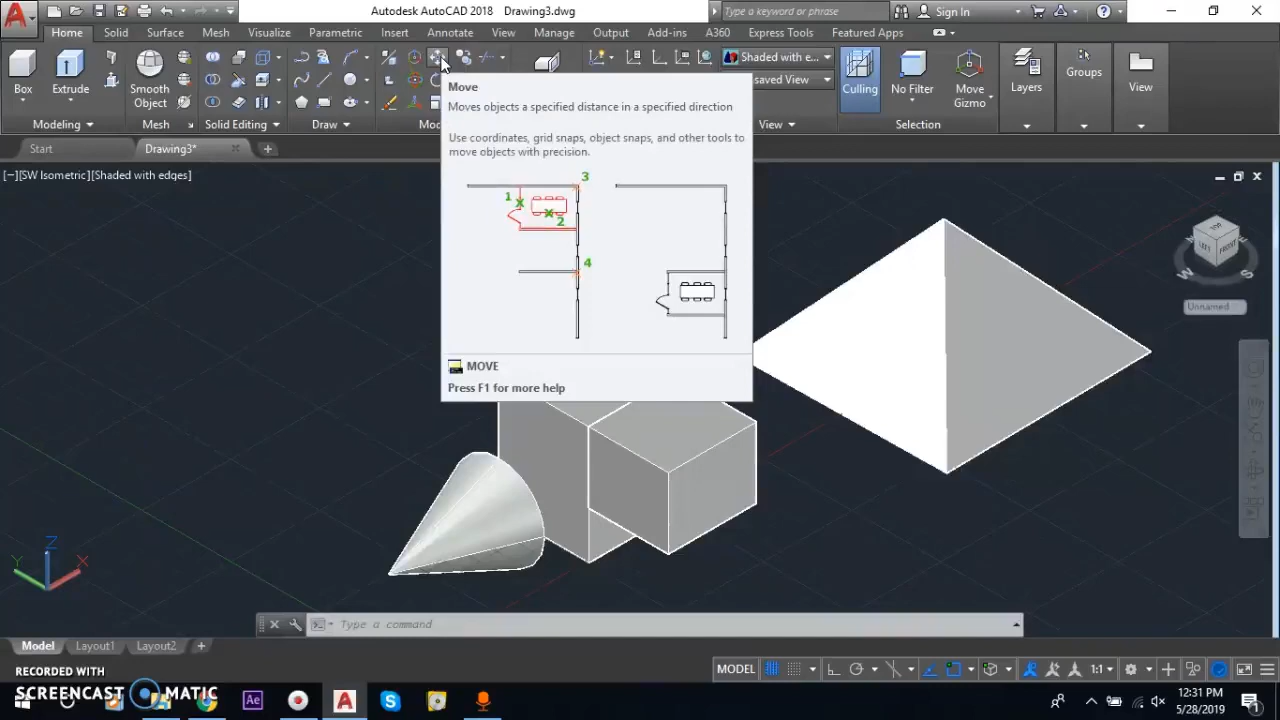 Autodesk AutoCAD 2018 Drawing3.dwg
Type a keyword or phrase
Sign In
Home Solid Surface Mesh Visualize Parametric Insert Annotate View Manage Output Add-ins A360 Express Tools Featured Apps
Box
Extrude
Smooth
Object
Shaded with e...
saved View
Culling
No Filter
Move
Gizmo
Layers
Groups
View
Modeling
Mesh
Solid Editing
Draw
Mo
View
Selection
Start
Drawing3*
[−][SW Isometric][Shaded with edges]
Move
Moves objects a specified distance in a specified direction
Use coordinates, grid snaps, object snaps, and other tools to
move objects with precision.
3
1
2
4
MOVE
Press F1 for more help
W
S
Unnamed
Z
Y
X
Type a command
Model Layout1 Layout2
MODEL
1:1
RECORDED WITH
SCREENCAST MATIC
Ae
A
S
12:31 PM
5/28/2019
1